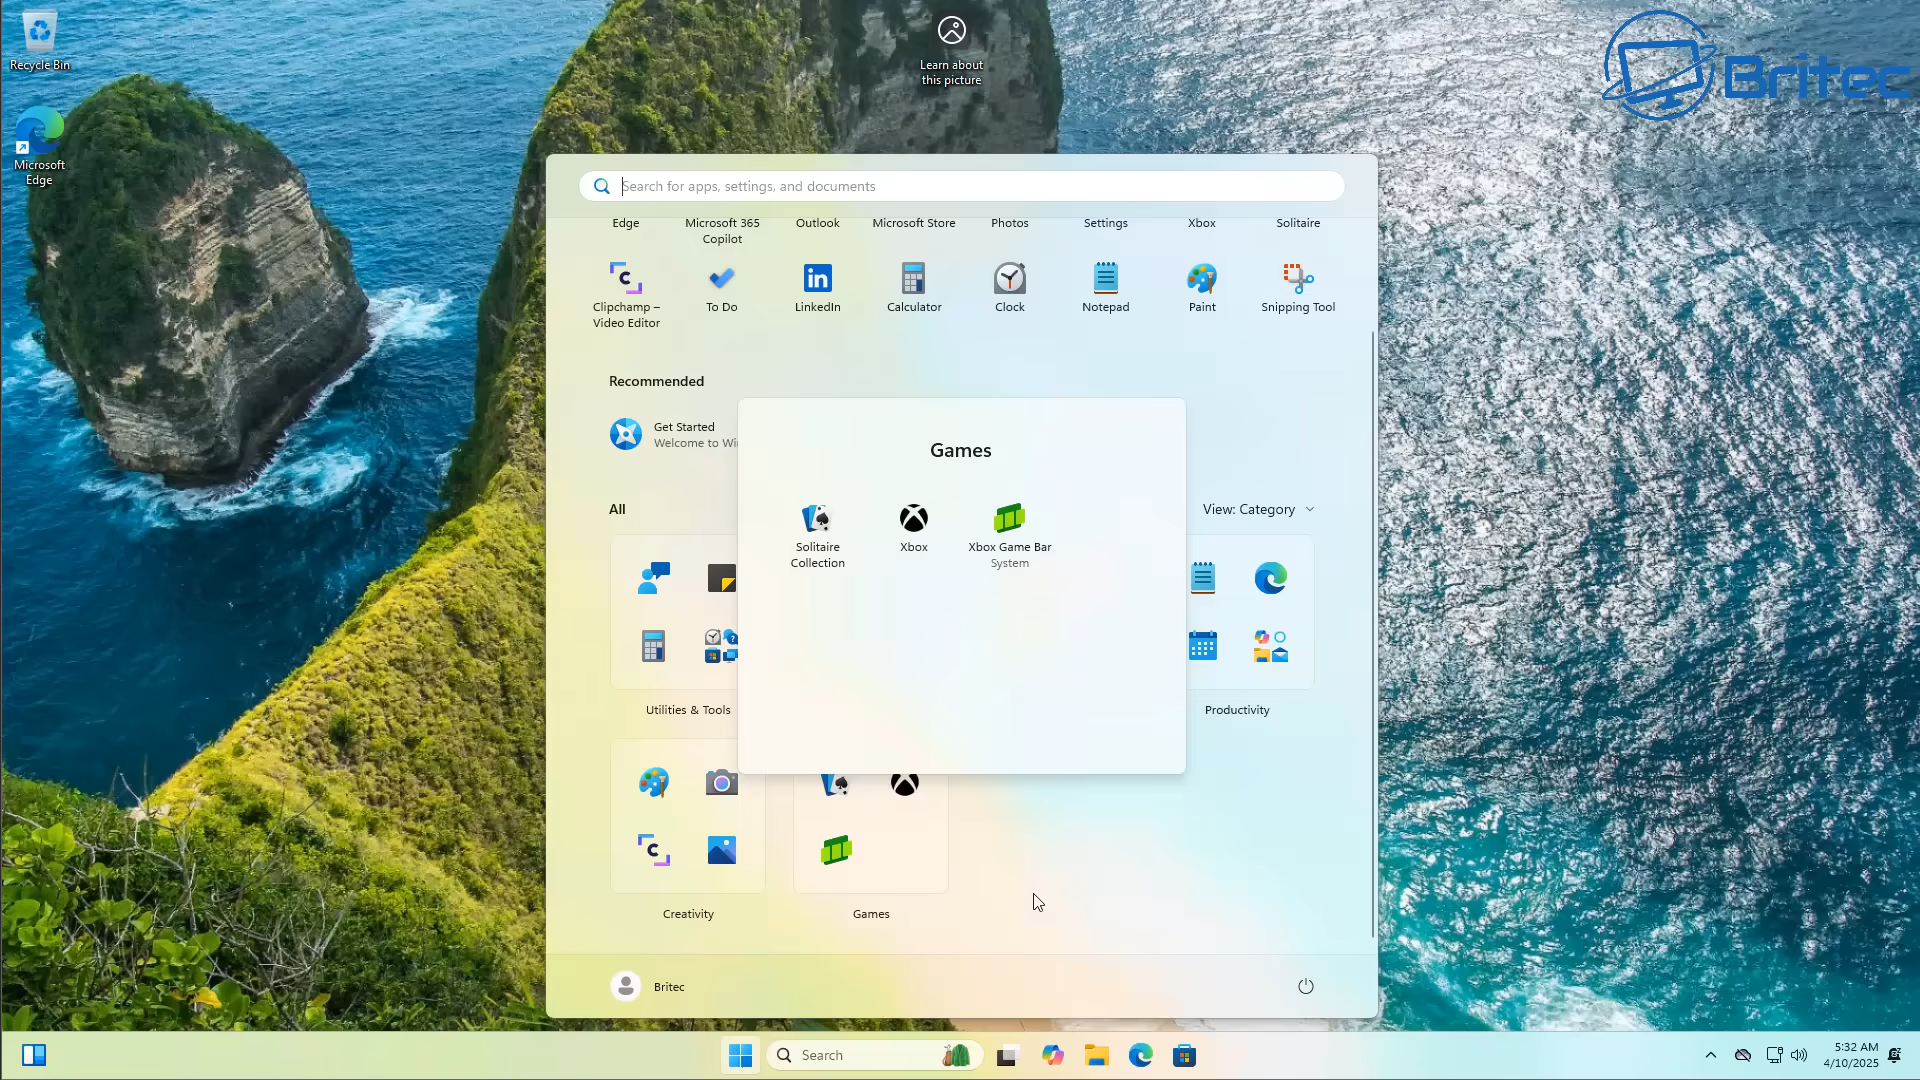 Recycle Bin
Microsoft
Edge
Learn about
this picture
Britec
Search for apps, settings, and documents
Edge
Microsoft 365
Copilot
Outlook
Microsoft Store
Photos
Settings
Xbox
Solitaire
Clipchamp –
Video Editor
To Do
LinkedIn
Calculator
Clock
Notepad
Paint
Snipping Tool
Recommended
Get Started
Welcome to Wi
Games
Solitaire
Collection
Xbox
Xbox Game Bar
System
All
View: Category
Utilities & Tools
Productivity
Creativity
Games
Britec
Search
5:32 AM
4/10/2025